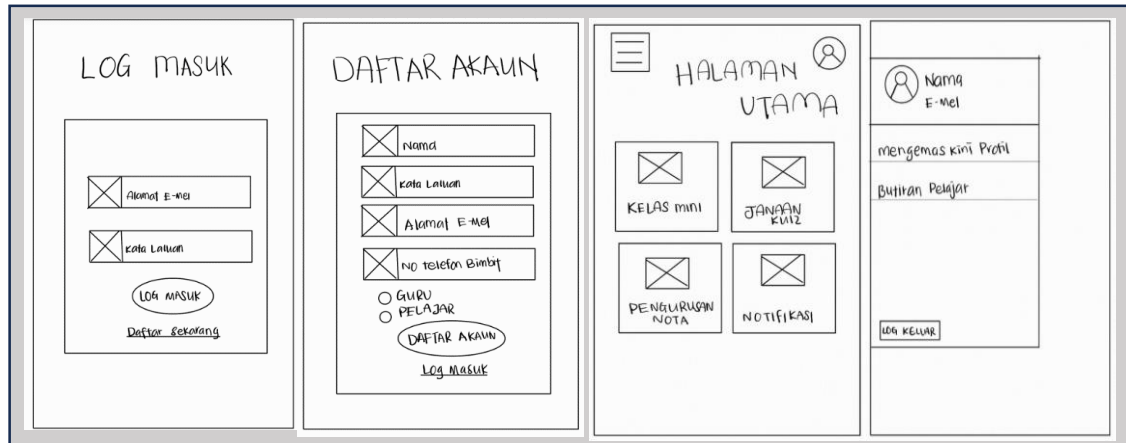 LOG MASUK
Alamat E-Mel
Kata Laluan
LOG MASUK
Daftar Sekarang
DAFTAR AKAUN
Nama
Kata Laluan
Alamat E-Mel
NO telefon Bimbit
GURU
PELAJAR
DAFTAR AKAUN
Log Masuk
HALAMAN
UTAMA
KELAS MINI
JANAAN
KUIZ
PENGURUSAN
NOTA
NOTIFIKASI
Nama
E-Mel
mengemas kini Profil
Butiran Pelajar
LOG KELUAR